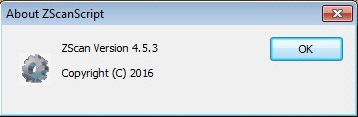 About ZScanScript
ZScan Version 4.5.3
OK
Copyright (C) 2016